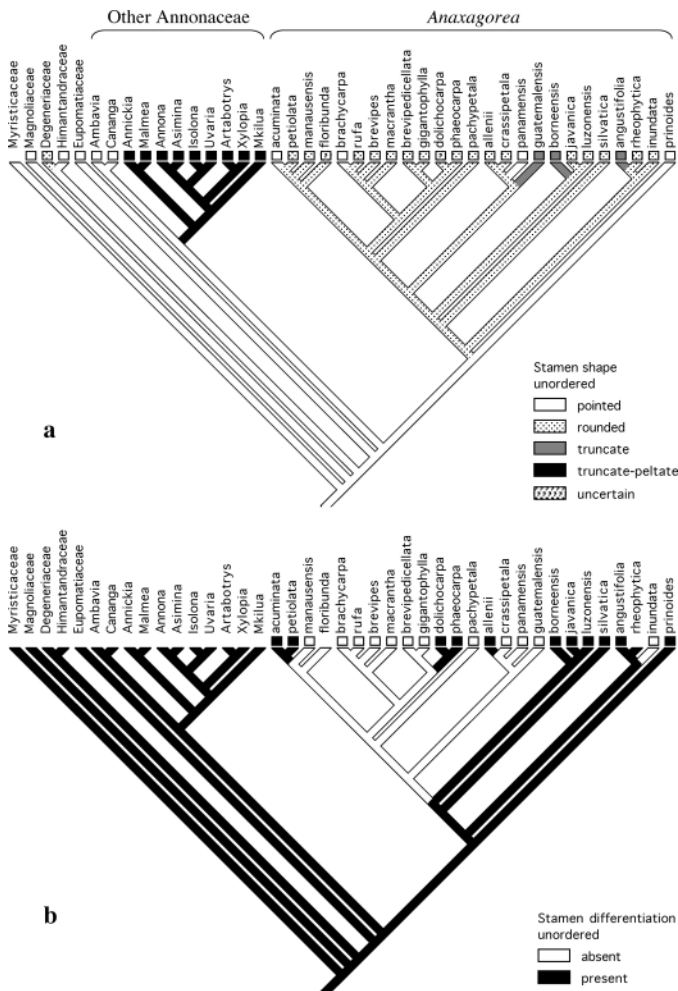 Other Annonaceae
Anaxagorea
Myristicaceae
Magnoliaceae
Degeneriaceae
Himantandraceae
Eupomatiaceae
Ambavia
Cananga
Annickia
Malmea
Annona
Asimina
Isolona
Uvaria
Artabotrys
Xylopia
Mkilua
acuminata
petiolata
manausensis
floribunda
brachycarpa
rufa
brevipes
macrantha
brevipedicellata
gigantophylla
dolichocarpa
phaeocarpa
pachypetala
allenii
crassipetala
panamensis
guatemalensis
borneensis
javanica
luzonensis
silvatica
angustifolia
rheophytica
inundata
prinoides
Stamen shape
unordered
pointed
rounded
truncate
truncate-peltate
uncertain
a
Myristicaceae
Magnoliaceae
Degeneriaceae
Himantandraceae
Eupomatiaceae
Ambavia
Cananga
Annickia
Malmea
Annona
Asimina
Isolona
Uvaria
Artabotrys
Xylopia
Mkilua
acuminata
petiolata
manausensis
floribunda
brachycarpa
rufa
brevipes
macrantha
brevipedicellata
gigantophylla
dolichocarpa
phaeocarpa
pachypetala
allenii
crassipetala
panamensis
guatemalensis
borneensis
javanica
luzonensis
silvatica
angustifolia
rheophytica
inundata
prinoides
b
Stamen differentiation
unordered
absent
present